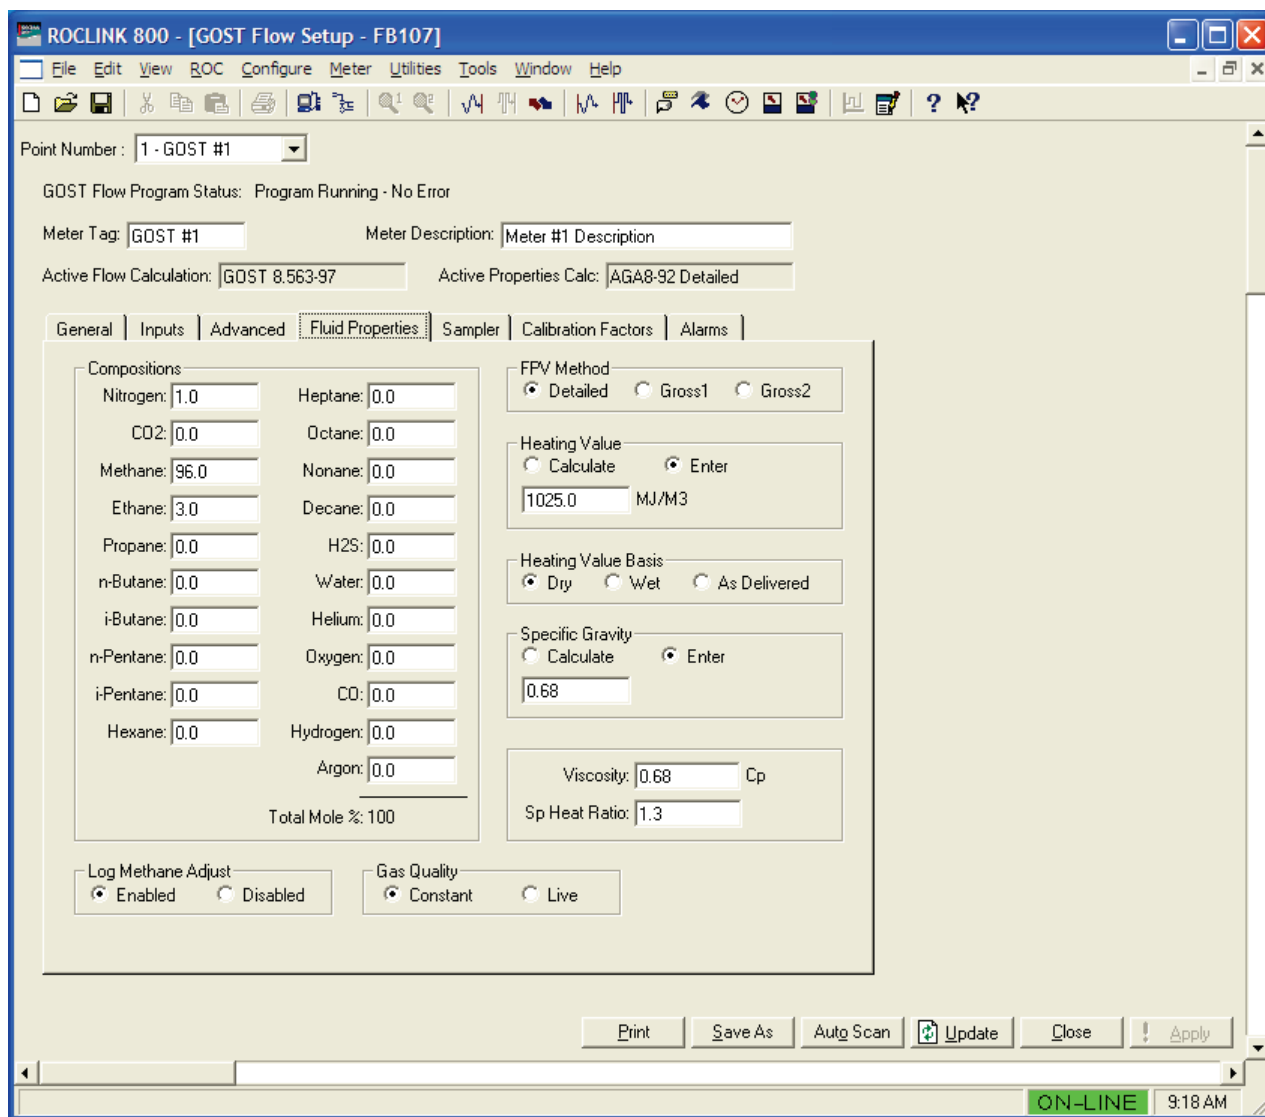 ROCLINK 800 - [GOST Flow Setup - FB107]
File Edit View ROC Configure Meter Utilities Tools Window Help
Point Number : 1 - GOST #1
GOST Flow Program Status: Program Running - No Error
Meter Tag: GOST #1 Meter Description: Meter #1 Description
Active Flow Calculation: GOST 8.563-97 Active Properties Calc: AGA8-92 Detailed
General Inputs Advanced Fluid Properties Sampler Calibration Factors Alarms
Compositions
Nitrogen: 1.0 Heptane: 0.0
CO2: 0.0 Octane: 0.0
Methane: 96.0 Nonane: 0.0
Ethane: 3.0 Decane: 0.0
Propane: 0.0 H2S: 0.0
n-Butane: 0.0 Water: 0.0
i-Butane: 0.0 Helium: 0.0
n-Pentane: 0.0 Oxygen: 0.0
i-Pentane: 0.0 CO: 0.0
Hexane: 0.0 Hydrogen: 0.0
Argon: 0.0
Total Mole %: 100
FPV Method
Detailed Gross1 Gross2
Heating Value
Calculate Enter
1025.0 MJ/M3
Heating Value Basis
Dry Wet As Delivered
Specific Gravity
Calculate Enter
0.68
Viscosity: 0.68 Cp
Sp Heat Ratio: 1.3
Log Methane Adjust
Enabled Disabled
Gas Quality
Constant Live
Print Save As Auto Scan Update Close ! Apply
ON-LINE 9:18 AM